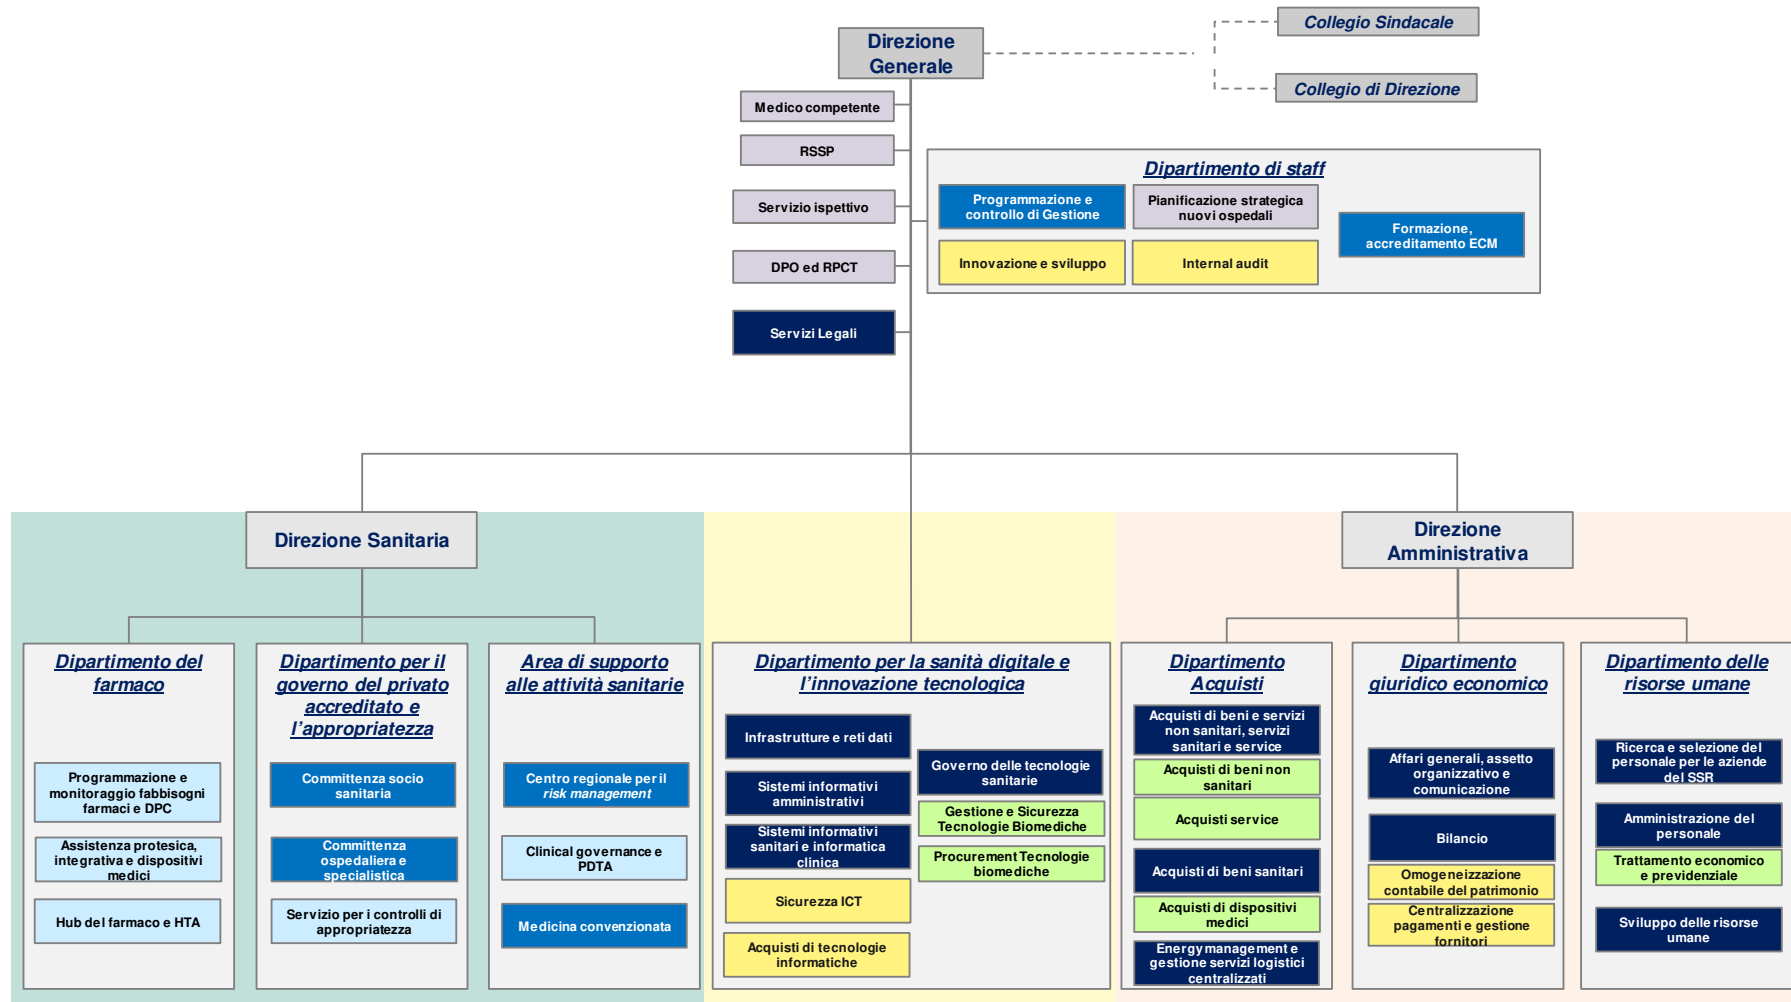 Collegio Sindacale
Direzione
Generale
Collegio di Direzione
Medico competente
RSSP
Servizio ispettivo
DPO ed RPCT
Servizi Legali
Dipartimento di staff
Programmazione e
controllo di Gestione
Pianificazione strategica
nuovi ospedali
Formazione,
accreditamento ECM
Innovazione e sviluppo
Internal audit
Direzione Sanitaria
Direzione
Amministrativa
Dipartimento del
farmaco
Programmazione e
monitoraggio fabbisogni
farmaci e DPC
Assistenza protesica,
integrativa e dispositivi
medici
Hub del farmaco e HTA
Dipartimento per il
governo del privato
accreditato e
l’appropriatezza
Committenza socio
sanitaria
Committenza
ospedaliera e
specialistica
Servizio per i controlli di
appropriatezza
Area di supporto
alle attività sanitarie
Centro regionale per il
risk management
Clinical governance e
PDTA
Medicina convenzionata
Dipartimento per la sanità digitale e
l’innovazione tecnologica
Infrastrutture e reti dati
Sistemi informativi
amministrativi
Sistemi informativi
sanitari e informatica
clinica
Sicurezza ICT
Acquisti di tecnologie
informatiche
Governo delle tecnologie
sanitarie
Gestione e Sicurezza
Tecnologie Biomediche
Procurement Tecnologie
biomediche
Dipartimento
Acquisti
Acquisti di beni e servizi
non sanitari, servizi
sanitari e service
Acquisti di beni non
sanitari
Acquisti service
Acquisti di beni sanitari
Acquisti di dispositivi
medici
Energy management e
gestione servizi logistici
centralizzati
Dipartimento
giuridico economico
Affari generali, assetto
organizzativo e
comunicazione
Bilancio
Omogeneizzazione
contabile del patrimonio
Centralizzazione
pagamenti e gestione
fornitori
Dipartimento delle
risorse umane
Ricerca e selezione del
personale per le aziende
del SSR
Amministrazione del
personale
Trattamento economico
e previdenziale
Sviluppo delle risorse
umane